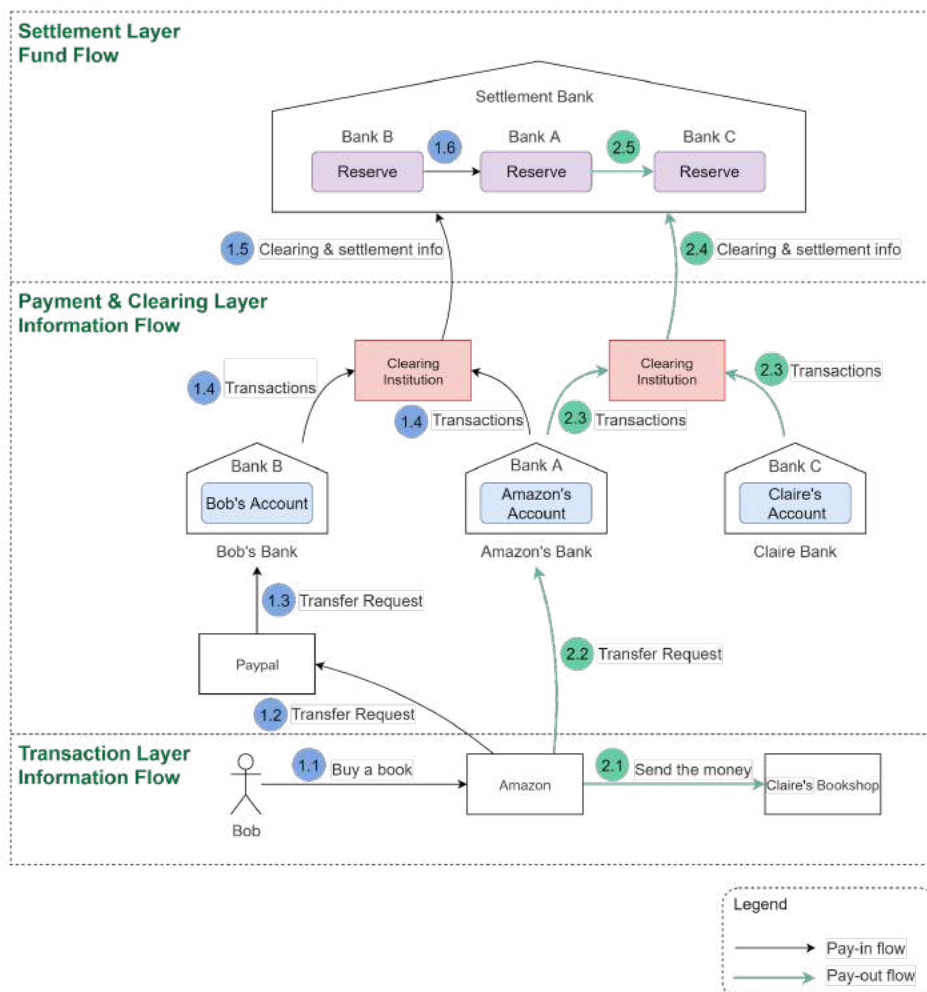 Settlement Layer
Fund Flow
Settlement Bank
Bank B
Bank A
Bank C
1.6
2.5
Reserve
Reserve
Reserve
1.5 Clearing & settlement info
2.4 Clearing & settlement info
Payment & Clearing Layer
Information Flow
Clearing
Institution
Clearing
Institution
1.4 Transactions
1.4 Transactions
2.3 Transactions
2.3 Transactions
Bank B
Bank A
Bank C
Bob's Account
Amazon's
Account
Claire's
Account
Bob's Bank
Amazon's Bank
Claire Bank
1.3 Transfer Request
2.2 Transfer Request
Paypal
1.2 Transfer Request
Transaction Layer
Information Flow
1.1 Buy a book
2.1 Send the money
Amazon
Claire's Bookshop
Bob
Legend
Pay-in flow
Pay-out flow